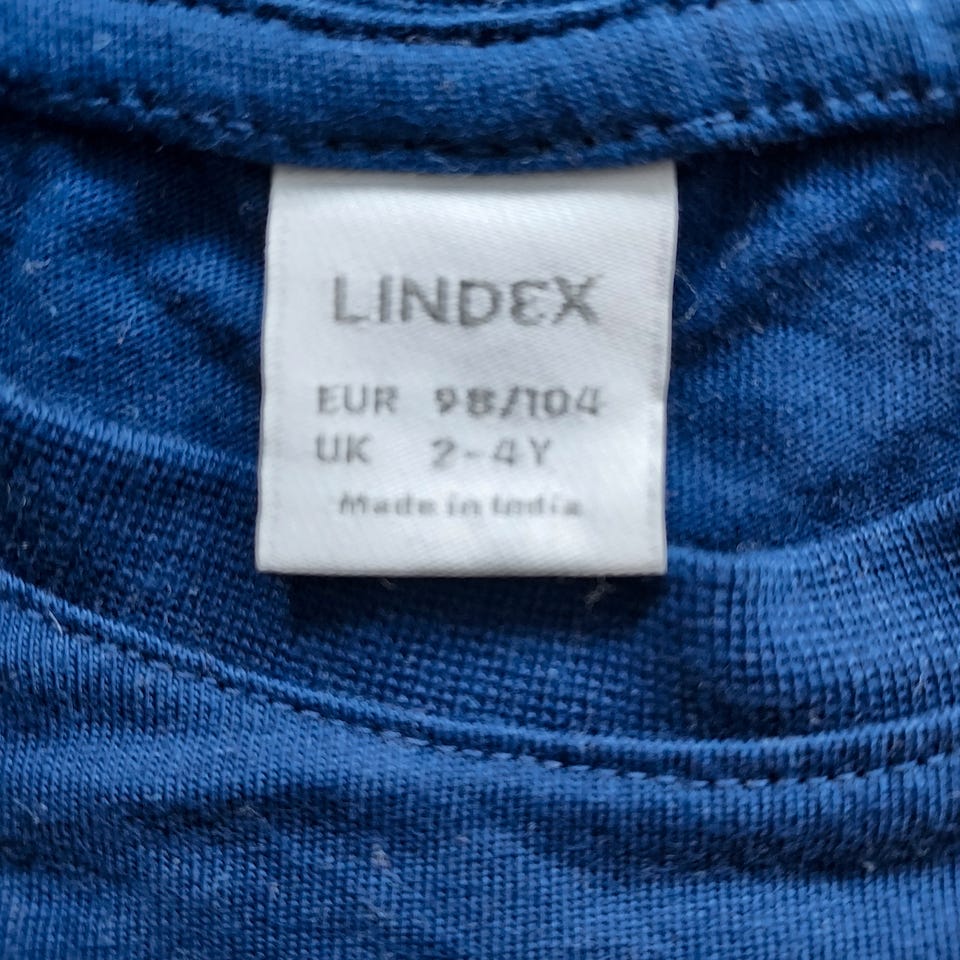 LINDEX
EUR 98/104
UK 2-4Y
Made in India